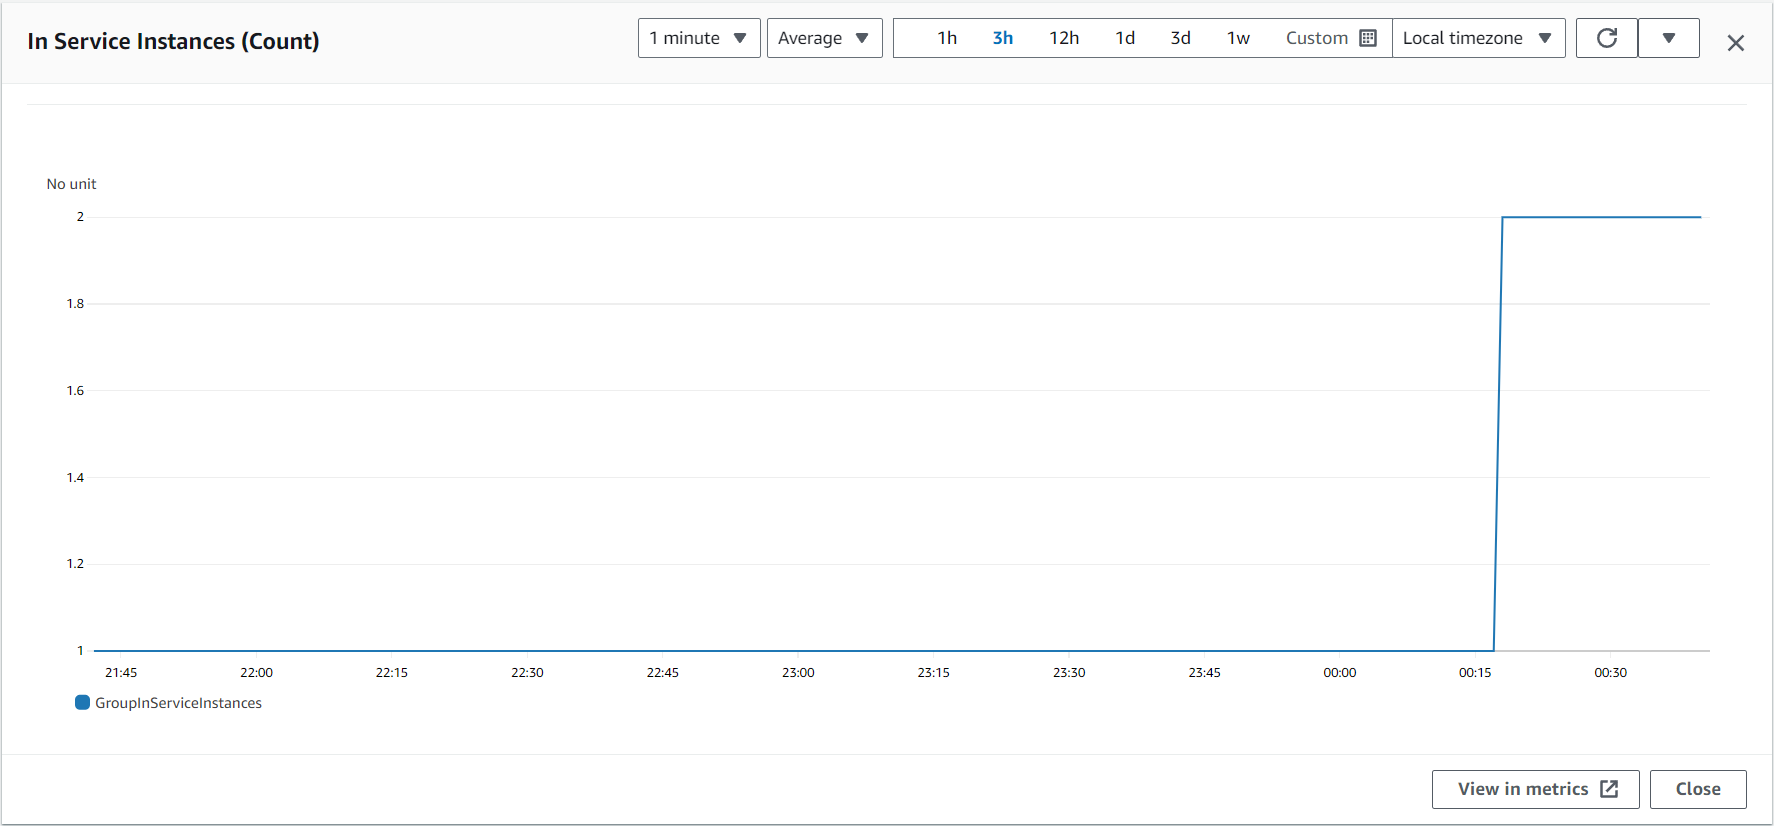 In Service Instances (Count)
1 minute
Average
1h 3h 12h 1d 3d 1w Custom
Local timezone
No unit
2
1.8
1.6
1.4
1.2
1
21:45 22:00 22:15 22:30 22:45 23:00 23:15 23:30 23:45 00:00 00:15 00:30
GroupInServiceInstances
View in metrics
Close